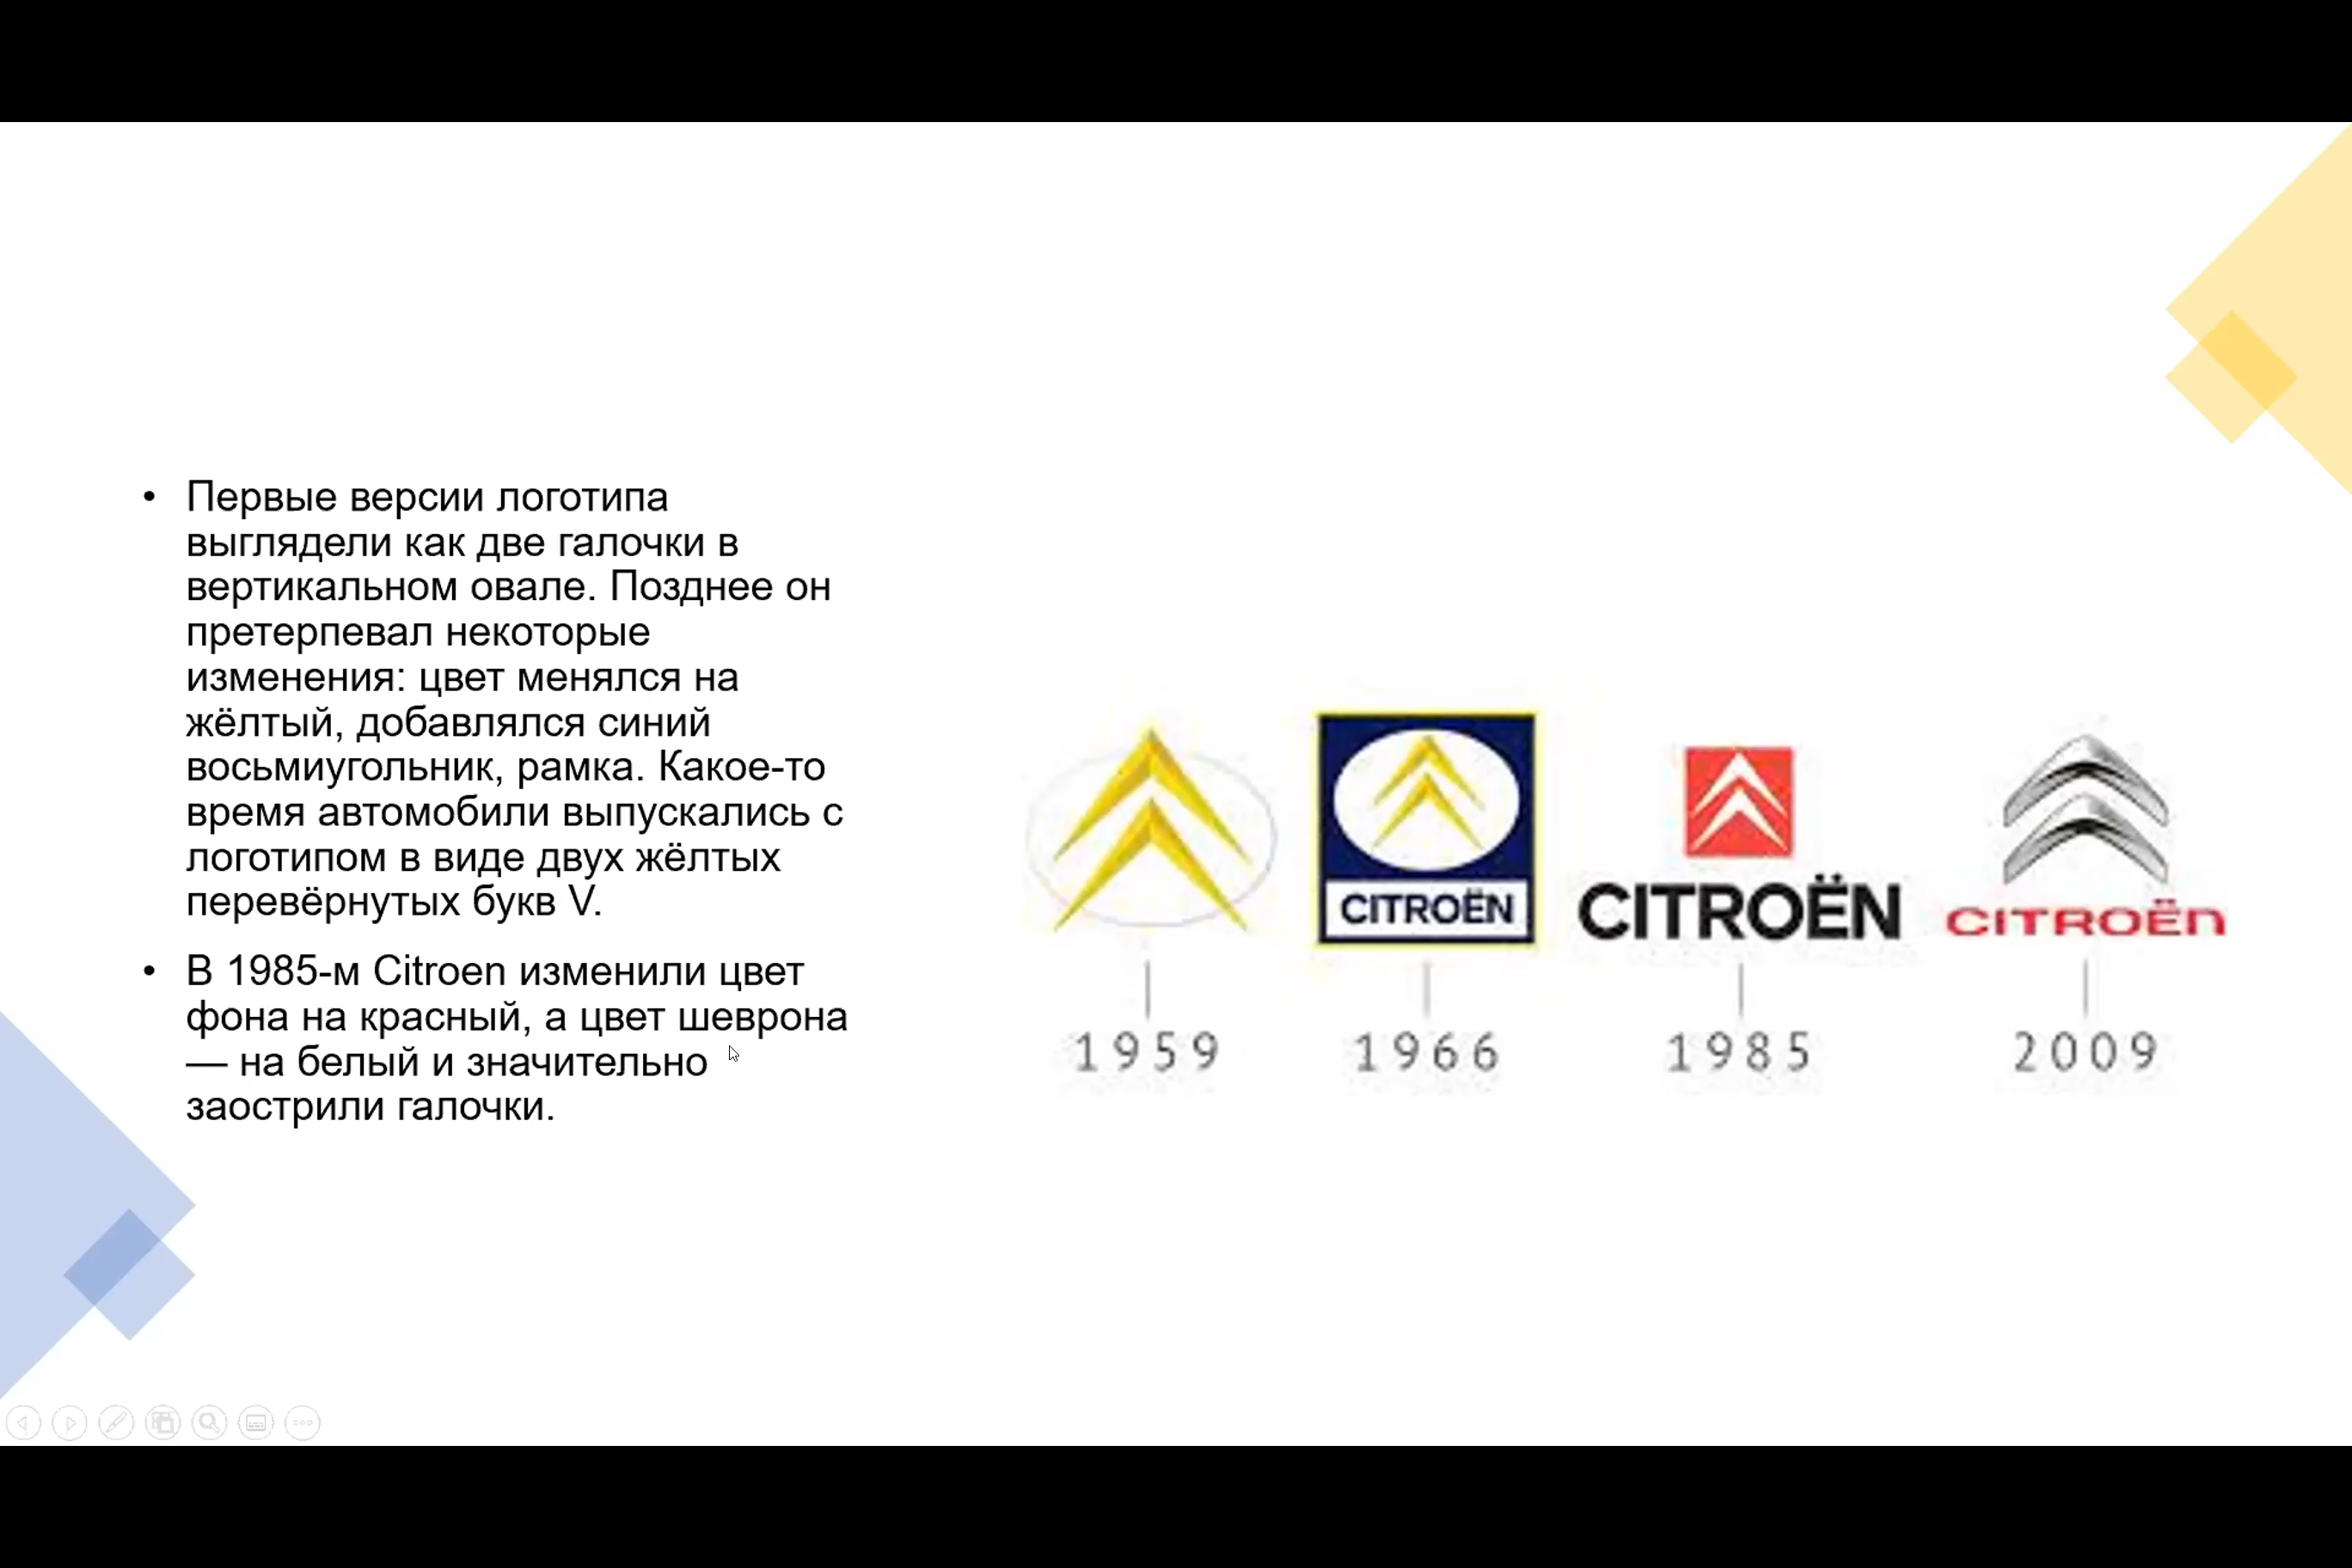 • Первые версии логотипа
выглядели как две галочки в
вертикальном овале. Позднее он
претерпевал некоторые
изменения: цвет менялся на
жёлтый, добавлялся синий
восьмиугольник, рамка. Какое-то
время автомобили выпускались с
логотипом в виде двух жёлтых
перевёрнутых букв V.
• В 1985-м Citroen изменили цвет
фона на красный, а цвет шеврона
— на белый и значительно
заострили галочки.
CITROËN
CITROËN
CITROËN
1959
1966
1985
2009